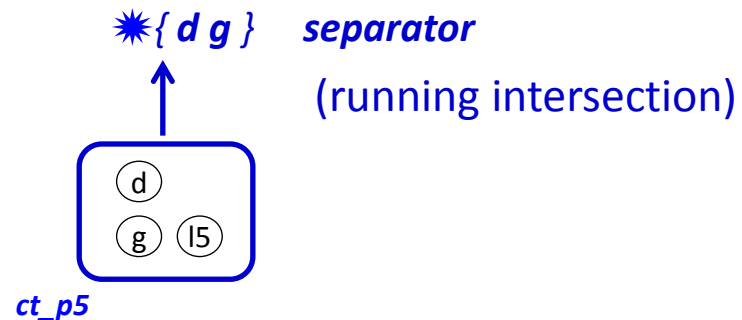 { d g } separator
(running intersection)
d
g l5
ct_p5